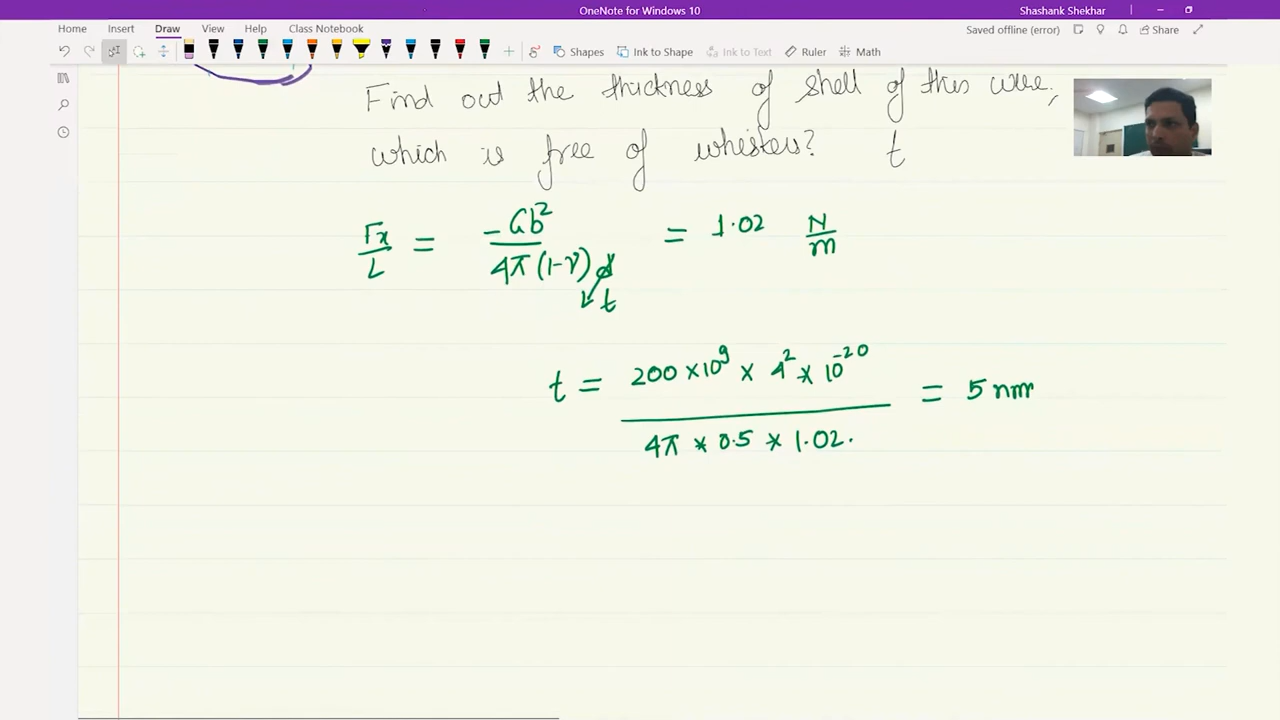 OneNote for Windows 10
Shashank Shekhar
Home Insert Draw View Help Class Notebook
Saved offline (error) Share
Shapes Ink to Shape Ink to Text Ruler Math
Find out the thickness of shell of this wire,
which is free of whiskers? t
Fx/L = -Gb²/4π(1-ν)d = 1.02 N/m
t
t = 200 × 10⁹ × 4² × 10⁻²⁰ / 4π * 0.5 * 1.02. = 5 nm